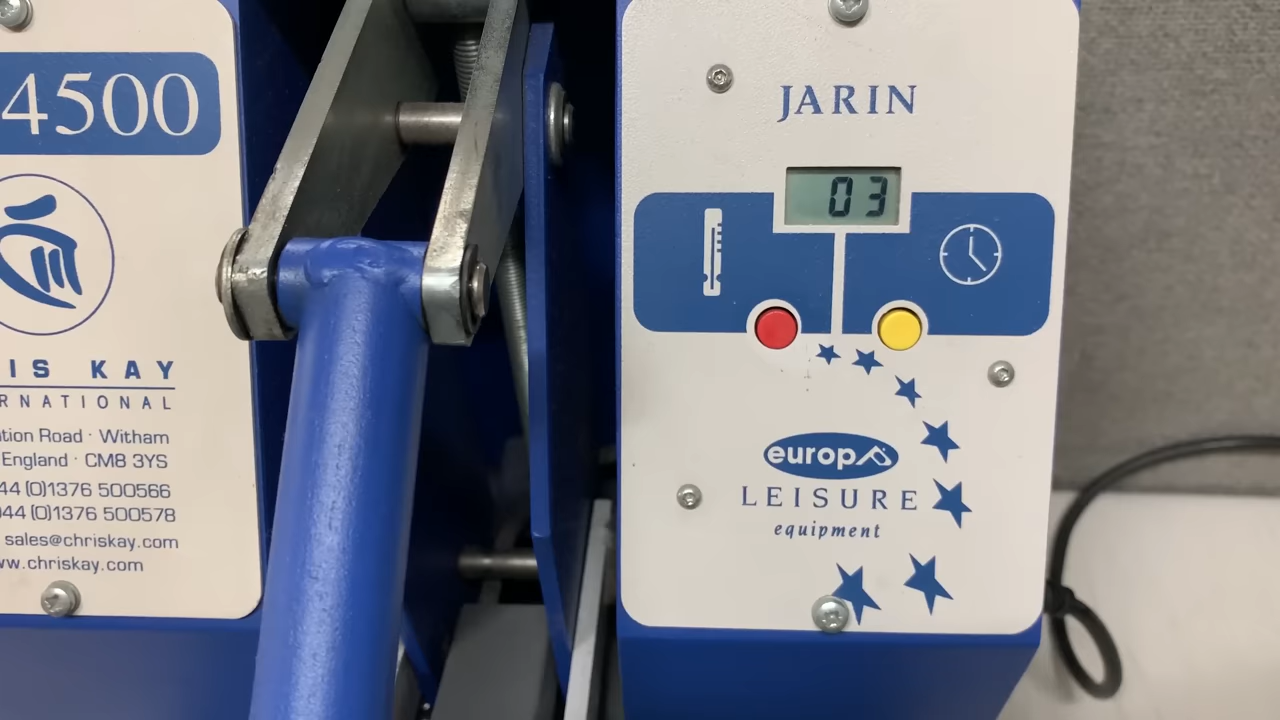 4500
IS KAY
RNATIONAL
tion Road · Witham
England · CM8 3YS
44 (0)1376 500566
44 (0)1376 500578
sales@chriskay.com
ww.chriskay.com
JARIN
03
europa
LEISURE
equipment